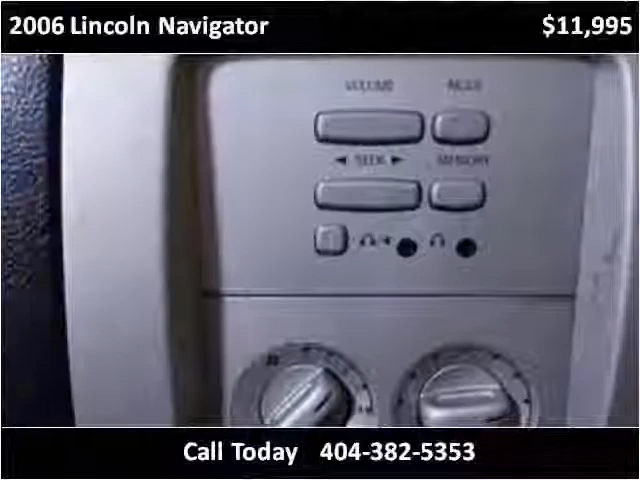 2006 Lincoln Navigator $11,995
VOLUME MODE
◄ SEEK ►
MEMORY
Call Today 404-382-5353